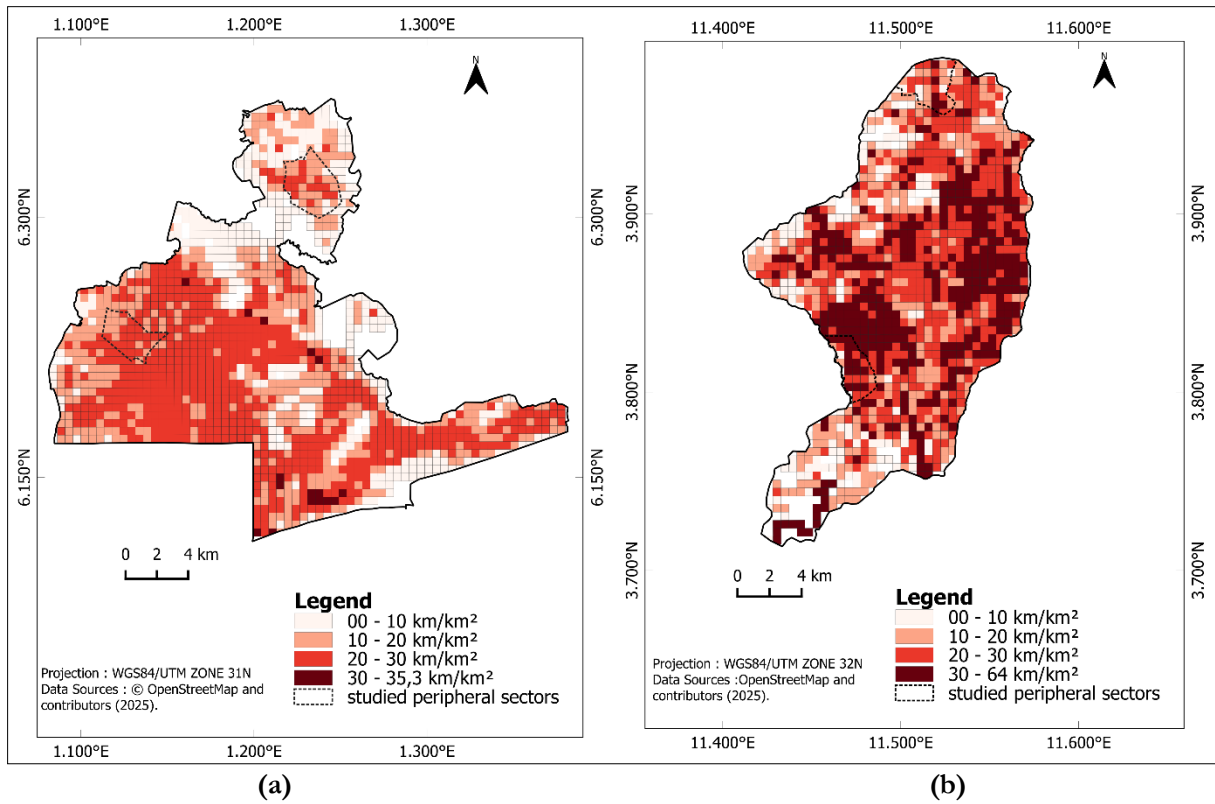 1.100°E 1.200°E 1.300°E
N
6.300°N
6.300°N
6.150°N
6.150°N
0 2 4 km
Legend
00 - 10 km/km²
10 - 20 km/km²
20 - 30 km/km²
30 - 35,3 km/km²
studied peripheral sectors
Projection : WGS84/UTM ZONE 31N
Data Sources : © OpenStreetMap and
contributors (2025).
1.100°E 1.200°E 1.300°E
(a)
11.400°E 11.500°E 11.600°E
N
3.900°N
3.900°N
3.800°N
3.800°N
3.700°N
3.700°N
0 2 4 km
Legend
00 - 10 km/km²
10 - 20 km/km²
20 - 30 km/km²
30 - 64 km/km²
studied peripheral sectors
Projection : WGS84/UTM ZONE 32N
Data Sources :OpenStreetMap and
contributors (2025).
11.400°E 11.500°E 11.600°E
(b)